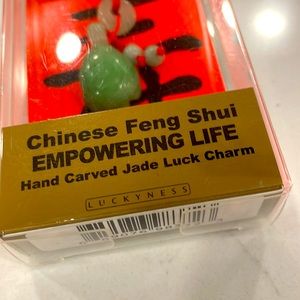 Chinese Feng Shui
EMPOWERING LIFE
Hand Carved Jade Luck Charm
LUCKYNESS